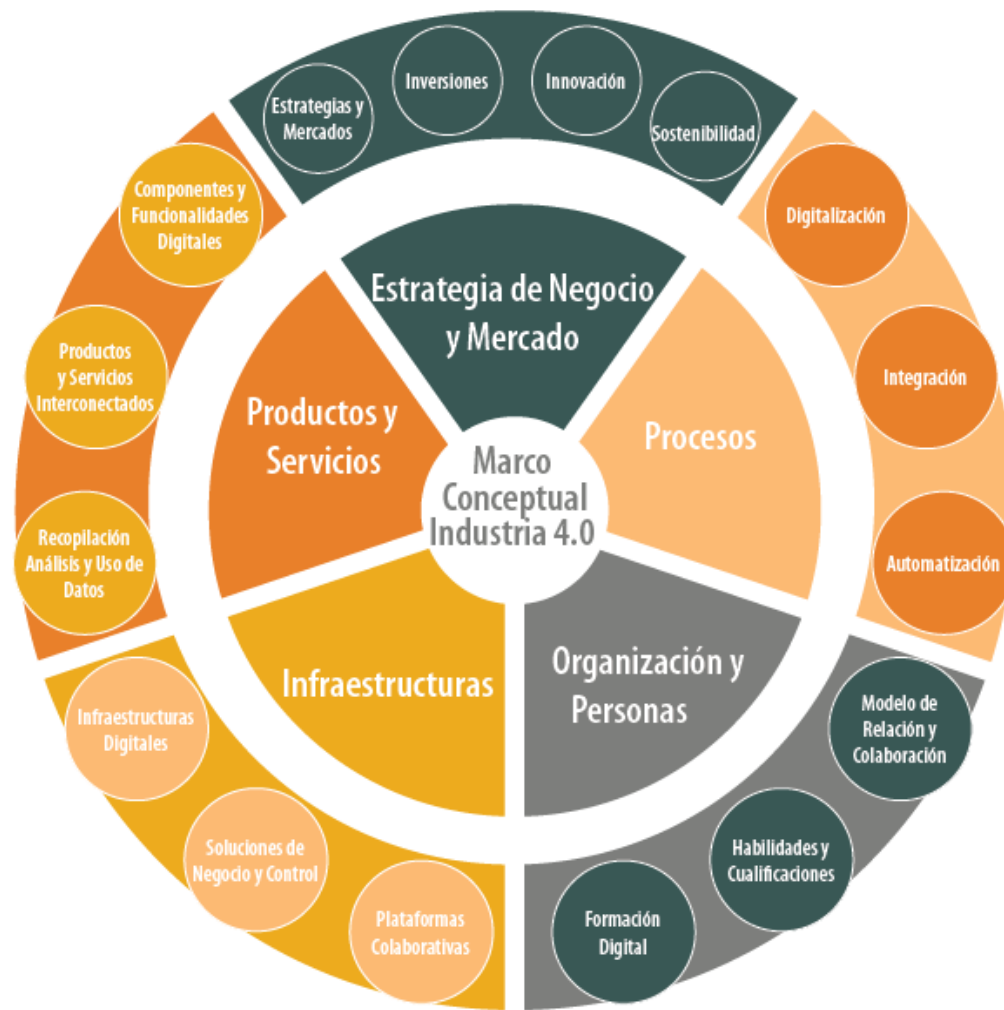 Estrategias y
Mercados
Inversiones
Innovación
Sostenibilidad
Digitalización
Integración
Automatización
Modelo de
Relación y
Colaboración
Habilidades y
Cualificaciones
Formación
Digital
Plataformas
Colaborativas
Soluciones de
Negocio y Control
Infraestructuras
Digitales
Recopilación
Análisis y Uso de
Datos
Productos
y Servicios
Interconectados
Componentes y
Funcionalidades
Digitales
Estrategia de Negocio
y Mercado
Procesos
Organización y
Personas
Infraestructuras
Productos y
Servicios
Marco
Conceptual
Industria 4.0